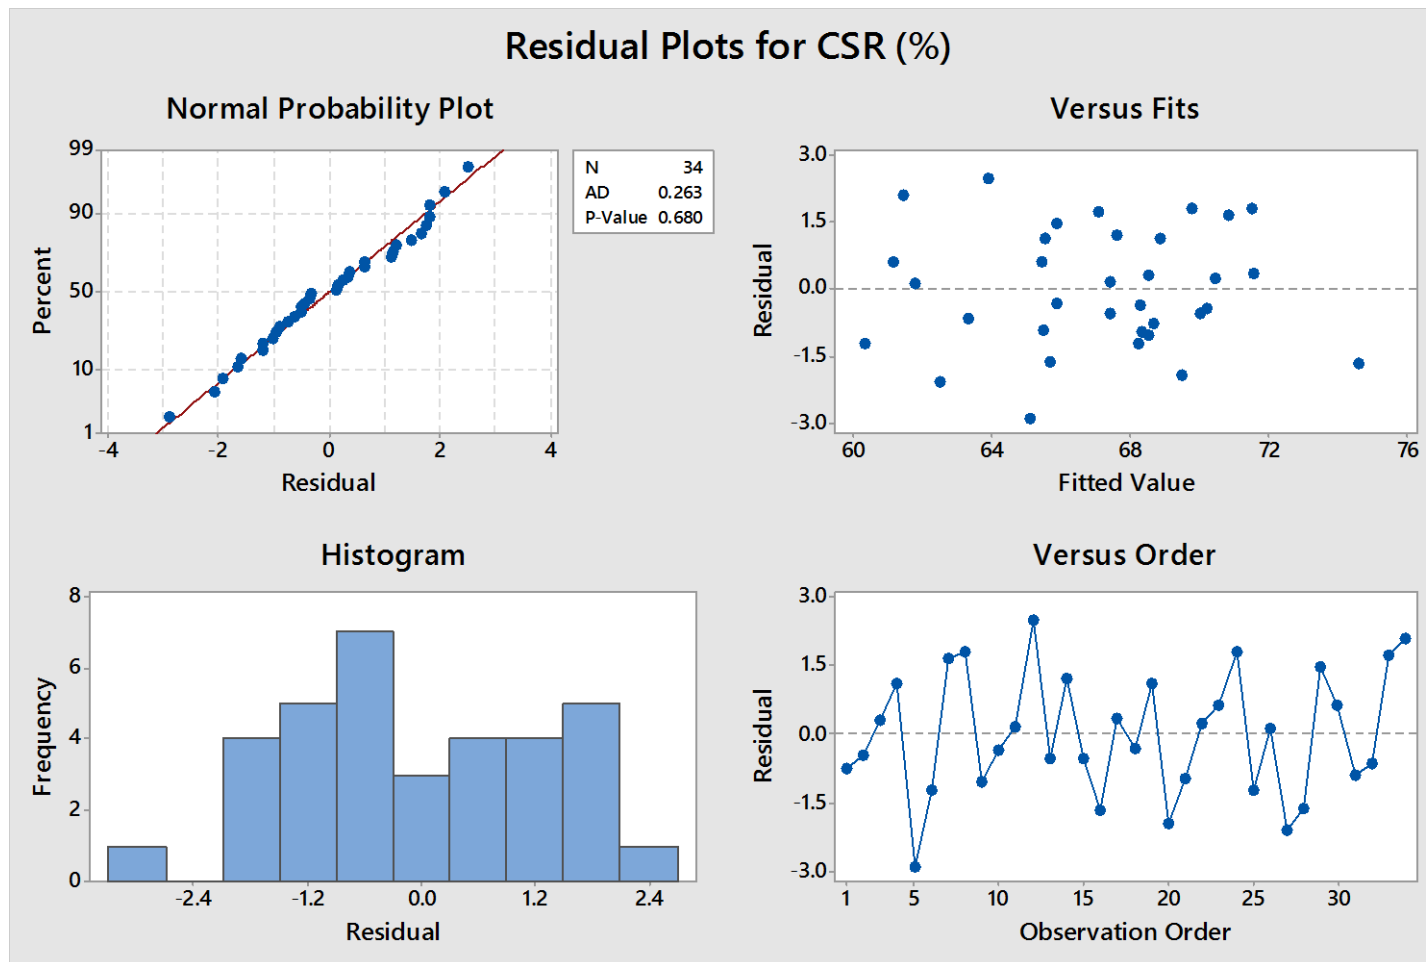 Residual Plots for CSR (%)
Normal Probability Plot
99
90
50
10
1
Percent
-4 -2 0 2 4
Residual
N 34
AD 0.263
P-Value 0.680
Versus Fits
3.0
1.5
0.0
-1.5
-3.0
Residual
60 64 68 72 76
Fitted Value
Histogram
8
6
4
2
0
Frequency
-2.4 -1.2 0.0 1.2 2.4
Residual
Versus Order
3.0
1.5
0.0
-1.5
-3.0
Residual
1 5 10 15 20 25 30
Observation Order